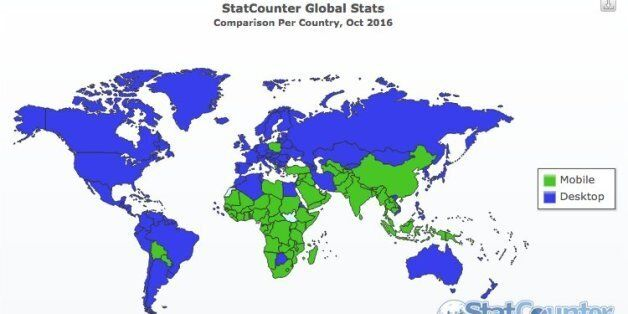 StatCounter Global Stats
Comparison Per Country, Oct 2016
Mobile
Desktop
StatCounter